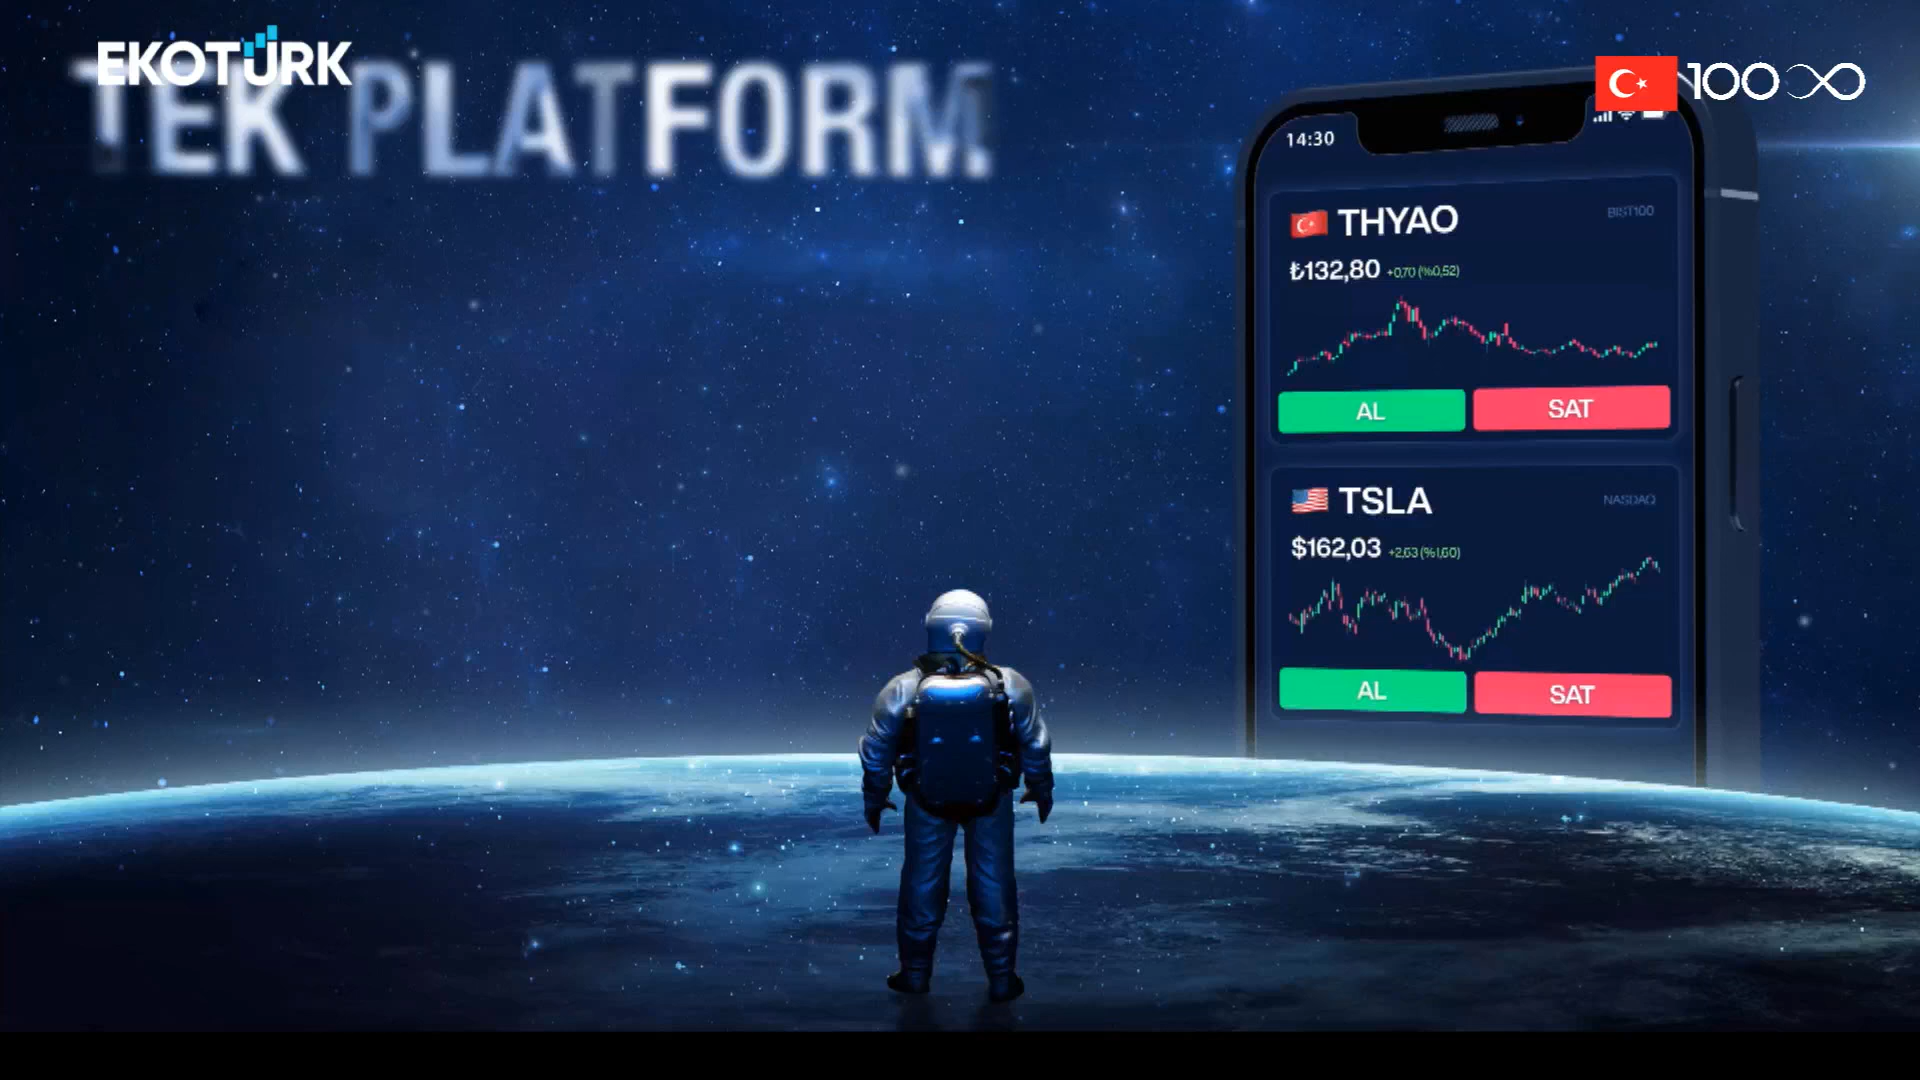 EKOTÜRK
TEK PLATFORM.
100
14:30
THYAO
BIST100
₺132,80 +0,70 (%0,52)
AL
SAT
TSLA
NASDAQ
$162,03 +2,63 (%1,60)
AL
SAT